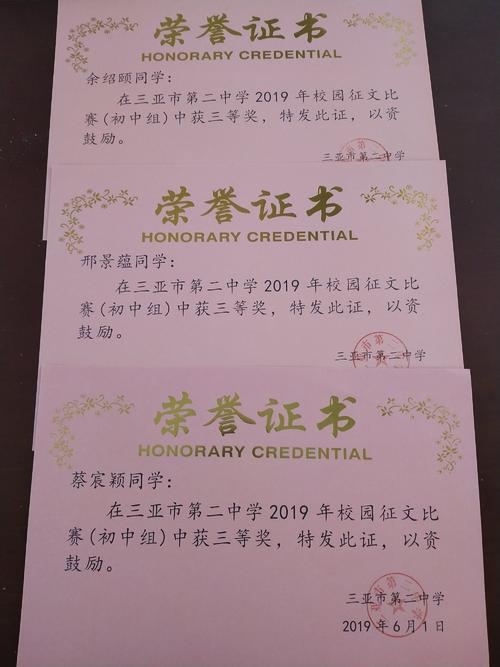 荣誉证书
HONORARY CREDENTIAL
余绍颐同学：
在三亚市第二中学2019年校园征文比
赛(初中组)中获三等奖，特发此证，以资
鼓励。
三亚市第二中学
荣誉证书
HONORARY CREDENTIAL
邢景蕴同学：
在三亚市第二中学2019年校园征文比
赛(初中组)中获三等奖，特发此证，以资
鼓励。
三亚市第二中学
荣誉证书
HONORARY CREDENTIAL
蔡宸颖同学：
在三亚市第二中学2019年校园征文比
赛(初中组)中获三等奖，特发此证，以资
鼓励。
三亚市第二中学
2019年6月1日